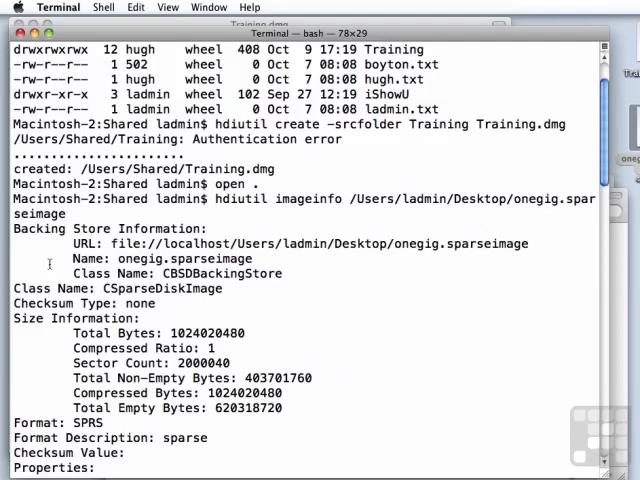 Terminal Shell Edit View Window Help
Training.dmg
Terminal — bash — 78×29
drwxrwxrwx 12 hugh wheel 408 Oct 9 17:19 Training
-rw-r--r-- 1 502 wheel 0 Oct 7 08:08 boyton.txt
-rw-r--r-- 1 hugh wheel 0 Oct 7 08:08 hugh.txt
drwxr-xr-x 3 ladmin wheel 102 Sep 27 12:19 iShowU
-rw-r--r-- 1 ladmin wheel 0 Oct 7 08:08 ladmin.txt
Macintosh-2:Shared ladmin$ hdiutil create -srcfolder Training Training.dmg
/Users/Shared/Training: Authentication error
.......................
created: /Users/Shared/Training.dmg
Macintosh-2:Shared ladmin$ open .
Macintosh-2:Shared ladmin$ hdiutil imageinfo /Users/ladmin/Desktop/onegig.spar
seimage
Backing Store Information:
URL: file://localhost/Users/ladmin/Desktop/onegig.sparseimage
Name: onegig.sparseimage
Class Name: CBSDBackingStore
Class Name: CSparseDiskImage
Checksum Type: none
Size Information:
Total Bytes: 1024020480
Compressed Ratio: 1
Sector Count: 2000040
Total Non-Empty Bytes: 403701760
Compressed Bytes: 1024020480
Total Empty Bytes: 620318720
Format: SPRS
Format Description: sparse
Checksum Value:
Properties:
Trai
oneg